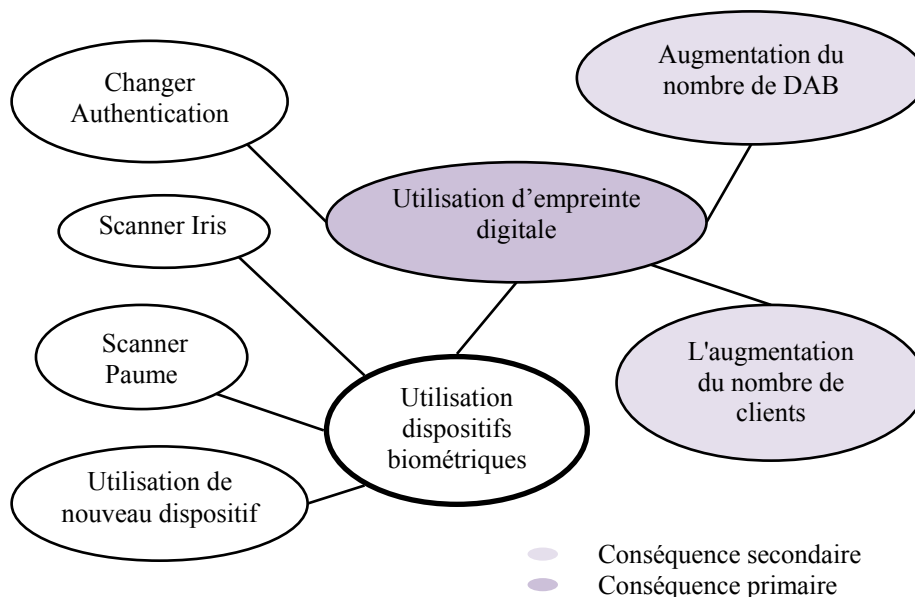 Changer
Authentication
Augmentation du
nombre de DAB
Utilisation d’empreinte
digitale
Scanner Iris
Scanner
Paume
L'augmentation
du nombre de
clients
Utilisation
dispositifs
biométriques
Utilisation de
nouveau dispositif
Conséquence secondaire
Conséquence primaire